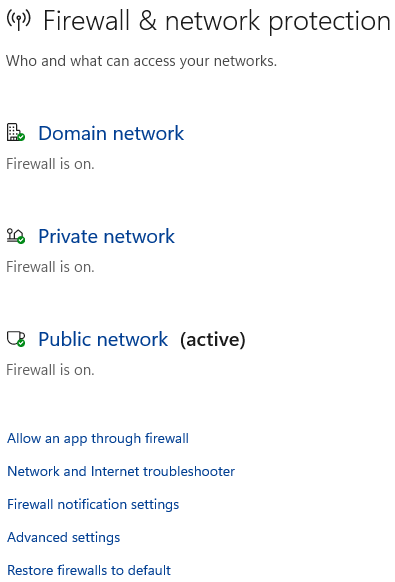 Firewall & network protection
Who and what can access your networks.
Domain network
Firewall is on.
Private network
Firewall is on.
Public network (active)
Firewall is on.
Allow an app through firewall
Network and Internet troubleshooter
Firewall notification settings
Advanced settings
Restore firewalls to default